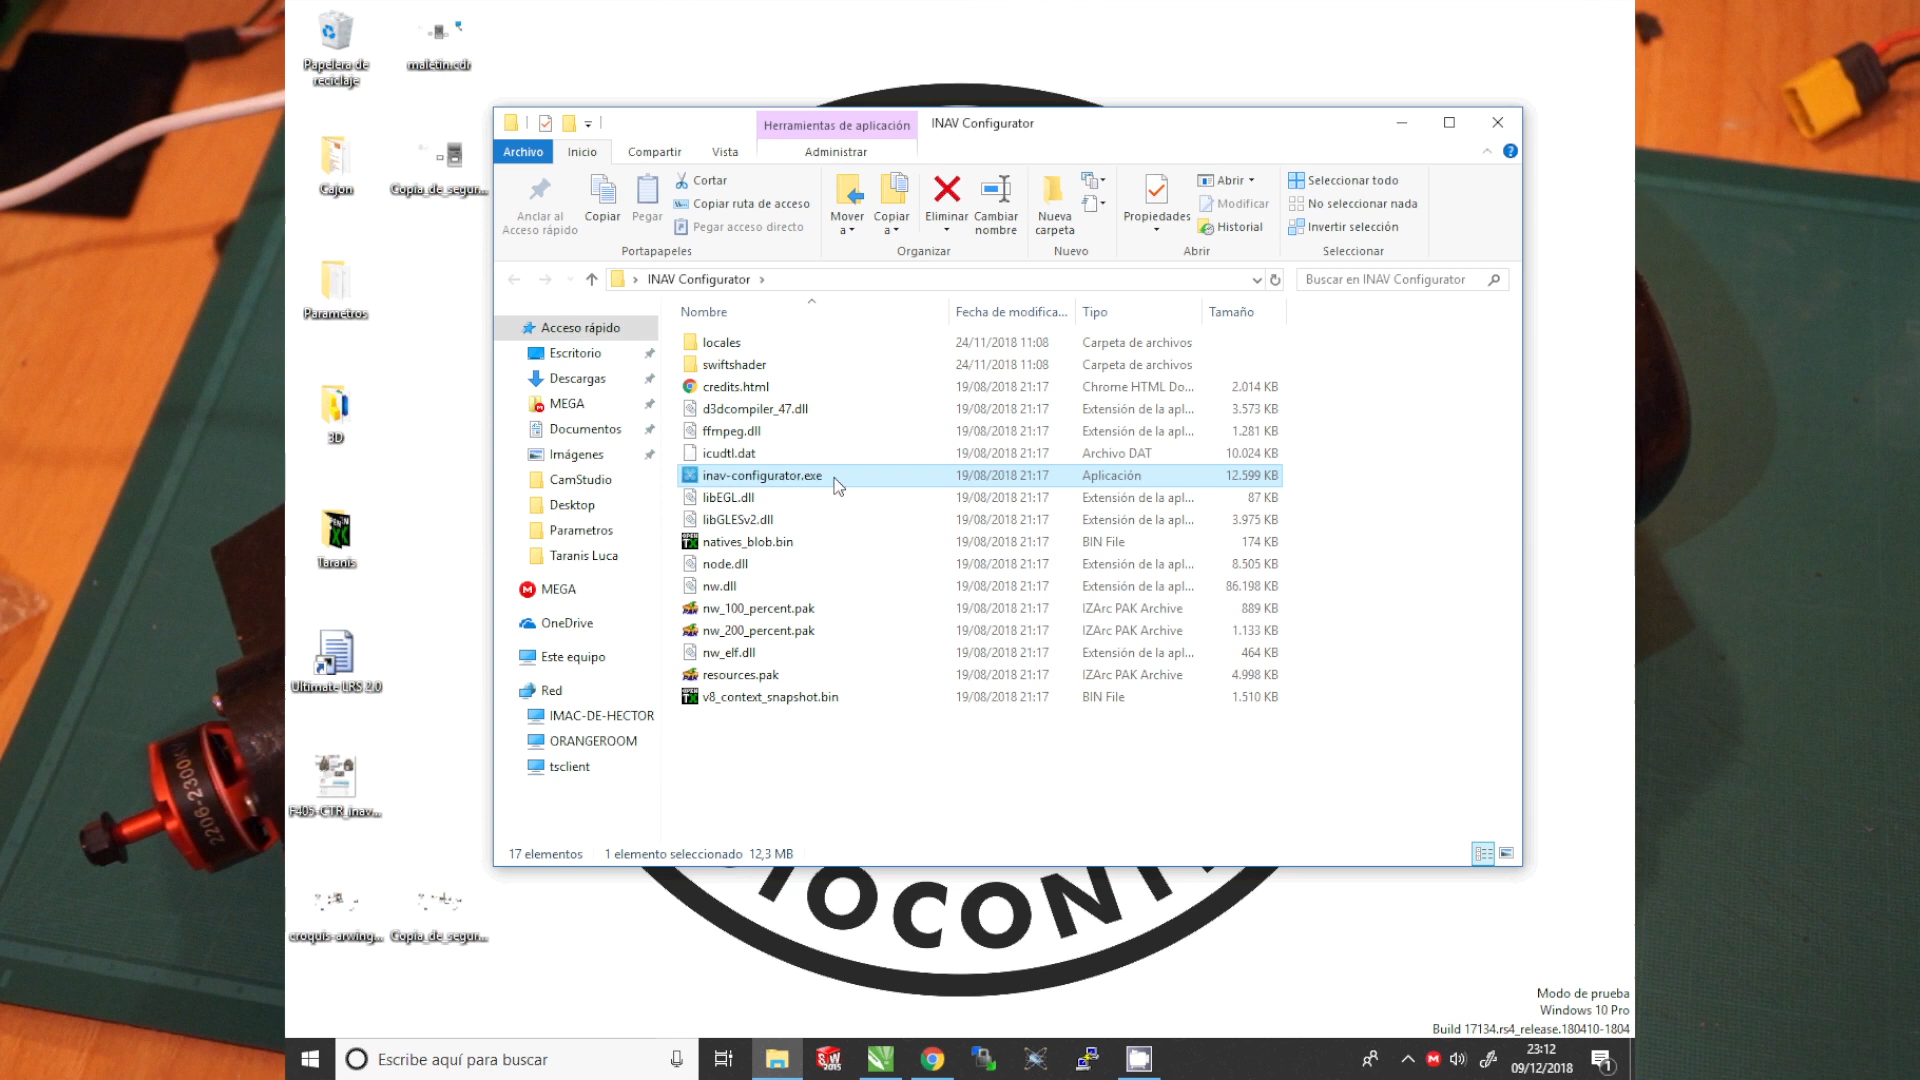 Papelera de
reciclaje
maletin.cdr
Cajon
Copia_de_segur...
Parametros
3D
Taranis
Ultimate LRS 2.0
F405-CTR_inav...
croquis-arwing...
Copia_de_segur...
2206-2300KV
Herramientas de aplicación
INAV Configurator
Archivo
Inicio
Compartir
Vista
Administrar
Anclar al
Acceso rápido
Copiar
Pegar
Cortar
Copiar ruta de acceso
Pegar acceso directo
Portapapeles
Mover
a
Copiar
a
Eliminar
Cambiar
nombre
Organizar
Nueva
carpeta
Nuevo
Propiedades
Abrir
Modificar
Historial
Abrir
Seleccionar todo
No seleccionar nada
Invertir selección
Seleccionar
INAV Configurator
Buscar en INAV Configurator
Acceso rápido
Escritorio
Descargas
MEGA
Documentos
Imágenes
CamStudio
Desktop
Parametros
Taranis Luca
MEGA
OneDrive
Este equipo
Red
IMAC-DE-HECTOR
ORANGEROOM
tsclient
Nombre Fecha de modifica... Tipo Tamaño
locales 24/11/2018 11:08 Carpeta de archivos
swiftshader 24/11/2018 11:08 Carpeta de archivos
credits.html 19/08/2018 21:17 Chrome HTML Do... 2.014 KB
d3dcompiler_47.dll 19/08/2018 21:17 Extensión de la apl... 3.573 KB
ffmpeg.dll 19/08/2018 21:17 Extensión de la apl... 1.281 KB
icudtl.dat 19/08/2018 21:17 Archivo DAT 10.024 KB
inav-configurator.exe 19/08/2018 21:17 Aplicación 12.599 KB
libEGL.dll 19/08/2018 21:17 Extensión de la apl... 87 KB
libGLESv2.dll 19/08/2018 21:17 Extensión de la apl... 3.975 KB
natives_blob.bin 19/08/2018 21:17 BIN File 174 KB
node.dll 19/08/2018 21:17 Extensión de la apl... 8.505 KB
nw.dll 19/08/2018 21:17 Extensión de la apl... 86.198 KB
nw_100_percent.pak 19/08/2018 21:17 IZArc PAK Archive 889 KB
nw_200_percent.pak 19/08/2018 21:17 IZArc PAK Archive 1.133 KB
nw_elf.dll 19/08/2018 21:17 Extensión de la apl... 464 KB
resources.pak 19/08/2018 21:17 IZArc PAK Archive 4.998 KB
v8_context_snapshot.bin 19/08/2018 21:17 BIN File 1.510 KB
17 elementos 1 elemento seleccionado 12,3 MB
Modo de prueba
Windows 10 Pro
Build 17134.rs4_release.180410-1804
Escribe aquí para buscar
SW
2015
23:12
09/12/2018
1